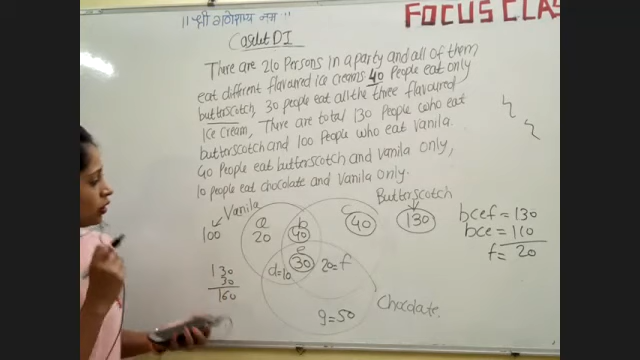 ॥ श्री गणेशाय नम ॥
FOCUS CLAS
Caselet DI
There are 210 Persons in a party and all of them
eat different flavoured ice creams 40 People eat only
butterscotch, 30 people eat all the three flavoured
Ice cream, There are total 130 People who eat
butterscotch and 100 People who eat vanila.
40 People eat butterscotch and vanila only,
10 people eat chocolate and Vanila only.
Vanila
Butterscotch
100
a
20
b
40
c
40
130
e
30
d=10
20=f
g=50
Chocolate
130
30
160
bcef = 130
bce = 110
f = 20